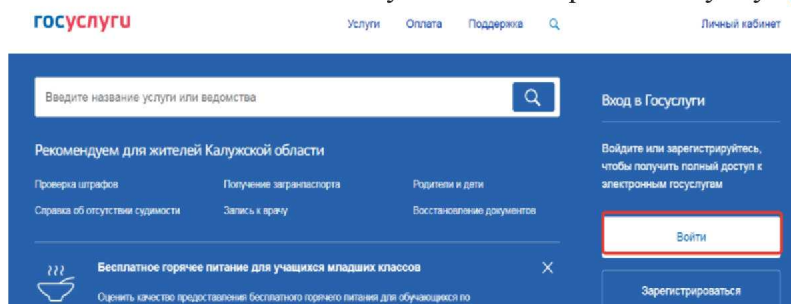 госуслуги
Услуги Оплата Поддержка Личный кабинет
Введите название услуги или ведомства
Рекомендуем для жителей Калужской области
Проверка штрафов Получение загранпаспорта Родители и дети
Справка об отсутствии судимости Запись к врачу Восстановление документов
Бесплатное горячее питание для учащихся младших классов
Оценить качество предоставления бесплатного горячего питания для обучающихся по
Вход в Госуслуги
Войдите или зарегистрируйтесь,
чтобы получить полный доступ к
электронным госуслугам
Войти
Зарегистрироваться